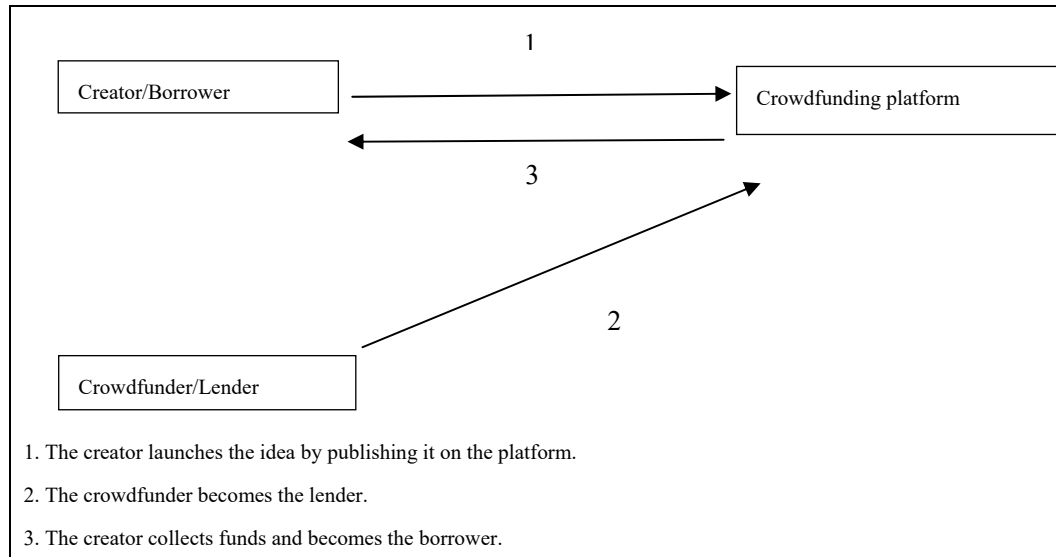 1
Creator/Borrower
Crowdfunding platform
3
2
Crowdfunder/Lender
1. The creator launches the idea by publishing it on the platform.
2. The crowdfunder becomes the lender.
3. The creator collects funds and becomes the borrower.